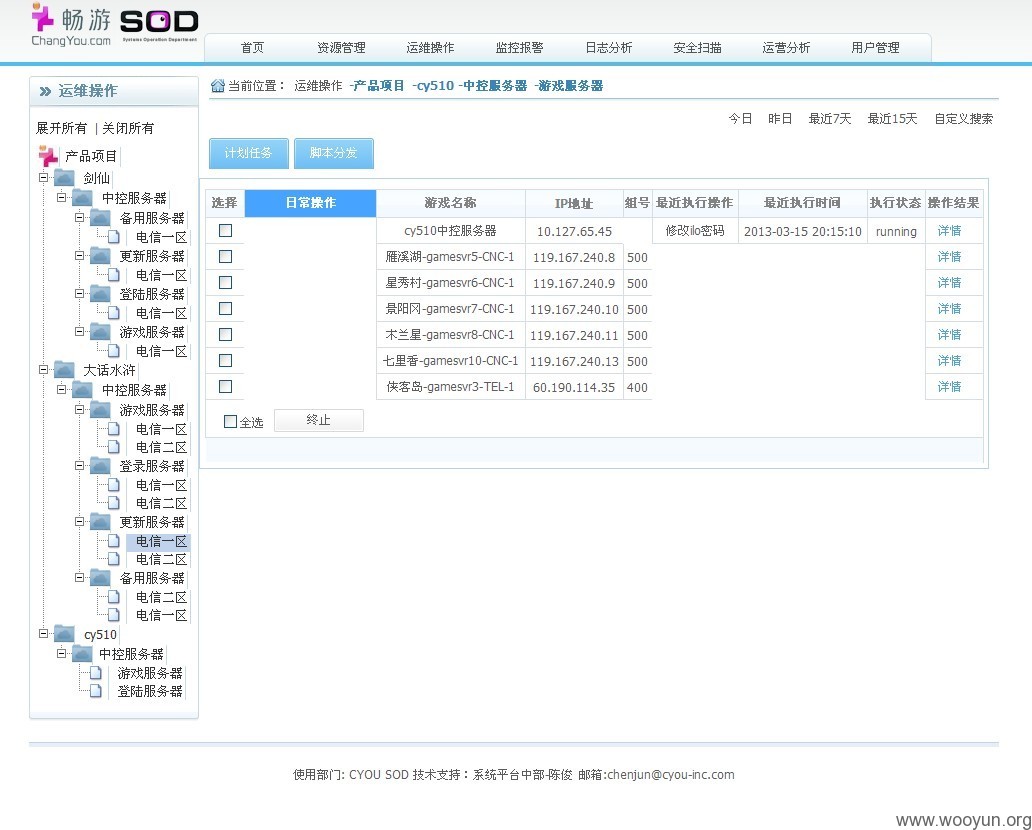 畅游 SOD
ChangYou.com Systems Operation Department
首页 资源管理 运维操作 监控报警 日志分析 安全扫描 运营分析 用户管理
运维操作
当前位置： 运维操作 -产品项目 -cy510 -中控服务器 -游戏服务器
今日 昨日 最近7天 最近15天 自定义搜索
展开所有 | 关闭所有
计划任务 脚本分发
产品项目
剑仙
中控服务器
备用服务器
电信一区
更新服务器
电信一区
登陆服务器
电信一区
游戏服务器
电信一区
大话水浒
中控服务器
游戏服务器
电信一区
电信二区
登录服务器
电信一区
电信二区
更新服务器
电信一区
电信二区
备用服务器
电信二区
电信一区
cy510
中控服务器
游戏服务器
登陆服务器
选择 日常操作 游戏名称 IP地址 组号 最近执行操作 最近执行时间 执行状态 操作结果
cy510中控服务器 10.127.65.45 修改ilo密码 2013-03-15 20:15:10 running 详情
雁溪湖-gamesvr5-CNC-1 119.167.240.8 500 详情
星秀村-gamesvr6-CNC-1 119.167.240.9 500 详情
景阳冈-gamesvr7-CNC-1 119.167.240.10 500 详情
木兰星-gamesvr8-CNC-1 119.167.240.11 500 详情
七里香-gamesvr10-CNC-1 119.167.240.13 500 详情
侠客岛-gamesvr3-TEL-1 60.190.114.35 400 详情
全选 终止
使用部门: CYOU SOD 技术支持：系统平台中部-陈俊 邮箱:chenjun@cyou-inc.com
www.wooyun.org